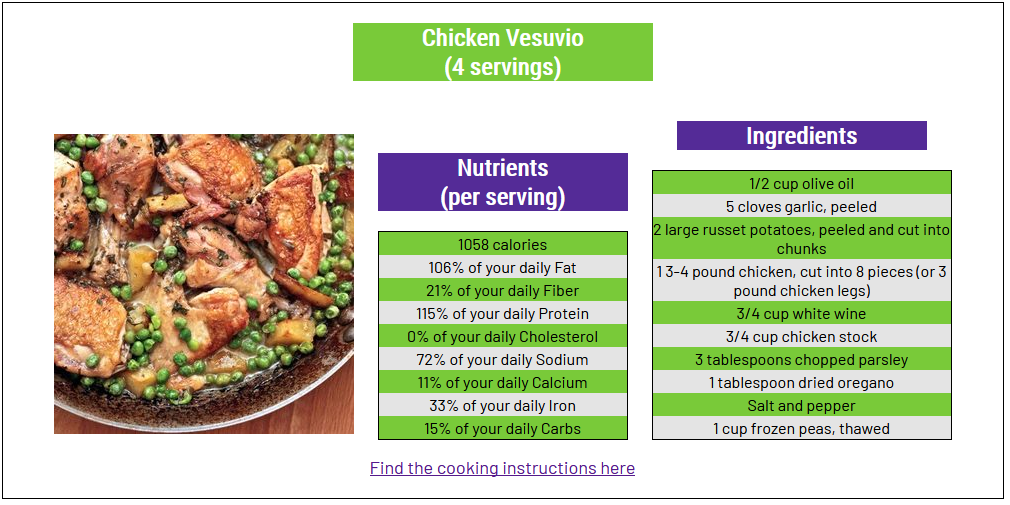 Chicken Vesuvio
(4 servings)
Nutrients
(per serving)
1058 calories
106% of your daily Fat
21% of your daily Fiber
115% of your daily Protein
0% of your daily Cholesterol
72% of your daily Sodium
11% of your daily Calcium
33% of your daily Iron
15% of your daily Carbs
Ingredients
1/2 cup olive oil
5 cloves garlic, peeled
2 large russet potatoes, peeled and cut into
chunks
1 3-4 pound chicken, cut into 8 pieces (or 3
pound chicken legs)
3/4 cup white wine
3/4 cup chicken stock
3 tablespoons chopped parsley
1 tablespoon dried oregano
Salt and pepper
1 cup frozen peas, thawed
Find the cooking instructions here